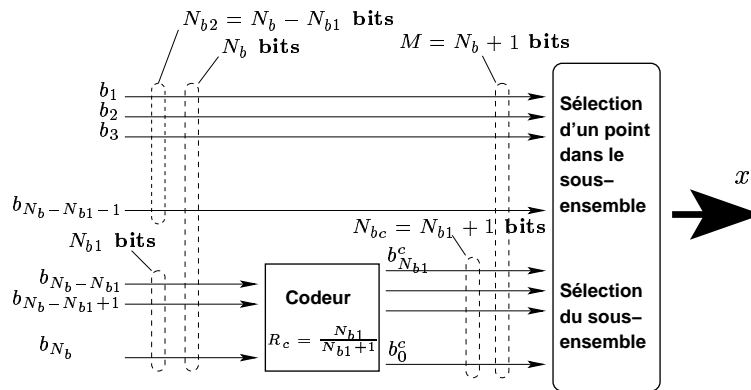 N_{b2} = N_b − N_{b1} bits
N_b bits
M = N_b + 1 bits
b_1
b_2
b_3
b_{N_b−N_{b1}−1}
Sélection
d'un point
dans le
sous−
ensemble
x
N_{b1} bits
N_{bc} = N_{b1} + 1 bits
b_{N_b−N_{b1}}
b_{N_b−N_{b1}+1}
b_{N_b}
Codeur
R_c = \frac{N_{b1}}{N_{b1}+1}
b^c_{N_{b1}}
b^c_0
Sélection
du sous−
ensemble